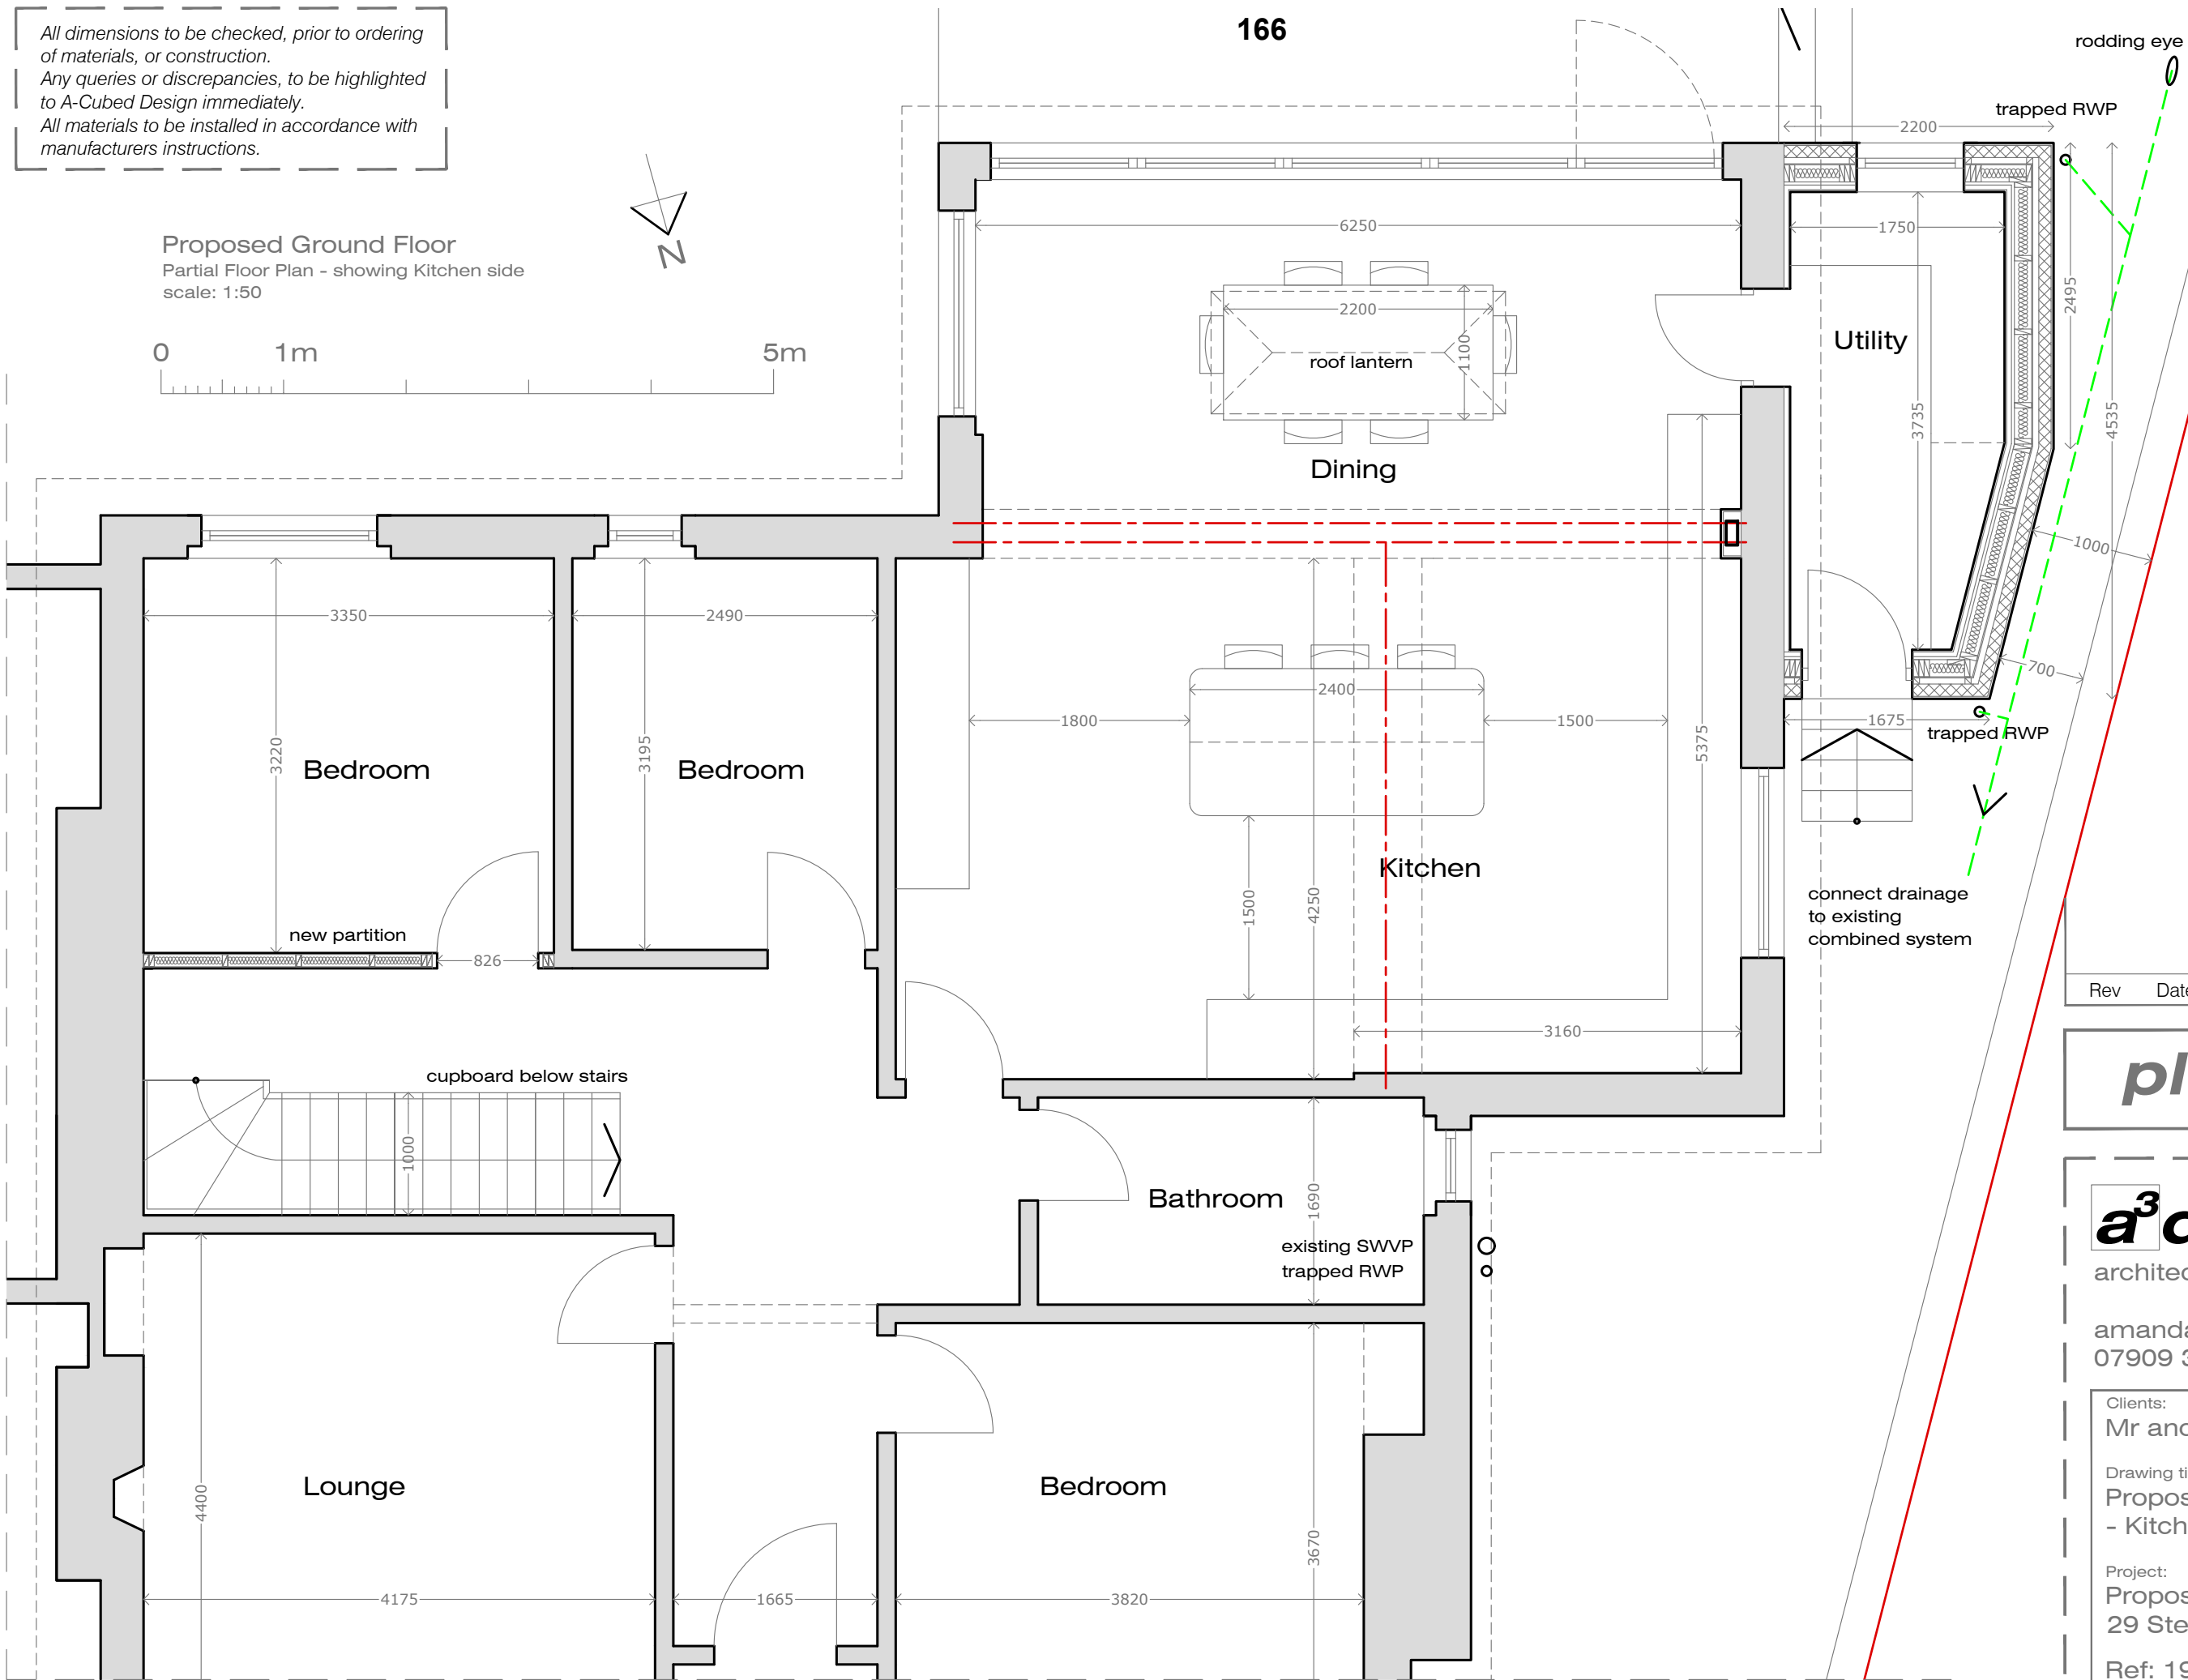 All dimensions to be checked, prior to ordering
of materials, or construction.
Any queries or discrepancies, to be highlighted
to A-Cubed Design immediately.
All materials to be installed in accordance with
manufacturers instructions.
166
rodding eye
trapped RWP
2200
Proposed Ground Floor
Partial Floor Plan - showing Kitchen side
scale: 1:50
N
0 1m 5m
6250
1750
2200
1100
roof lantern
Utility
2495
4535
3735
Dining
1000
3350
2490
700
2400
1800
1500
1675
trapped RWP
5375
3220
Bedroom
3195
Bedroom
Kitchen
1500
4250
connect drainage
to existing
combined system
new partition
826
Rev
3160
cupboard below stairs
1000
Bathroom
1690
existing SWVP
trapped RWP
a3
07909
Clients:
Mr
Lounge
4400
Bedroom
3670
Project:
29
4175
1665
3820
Ref: